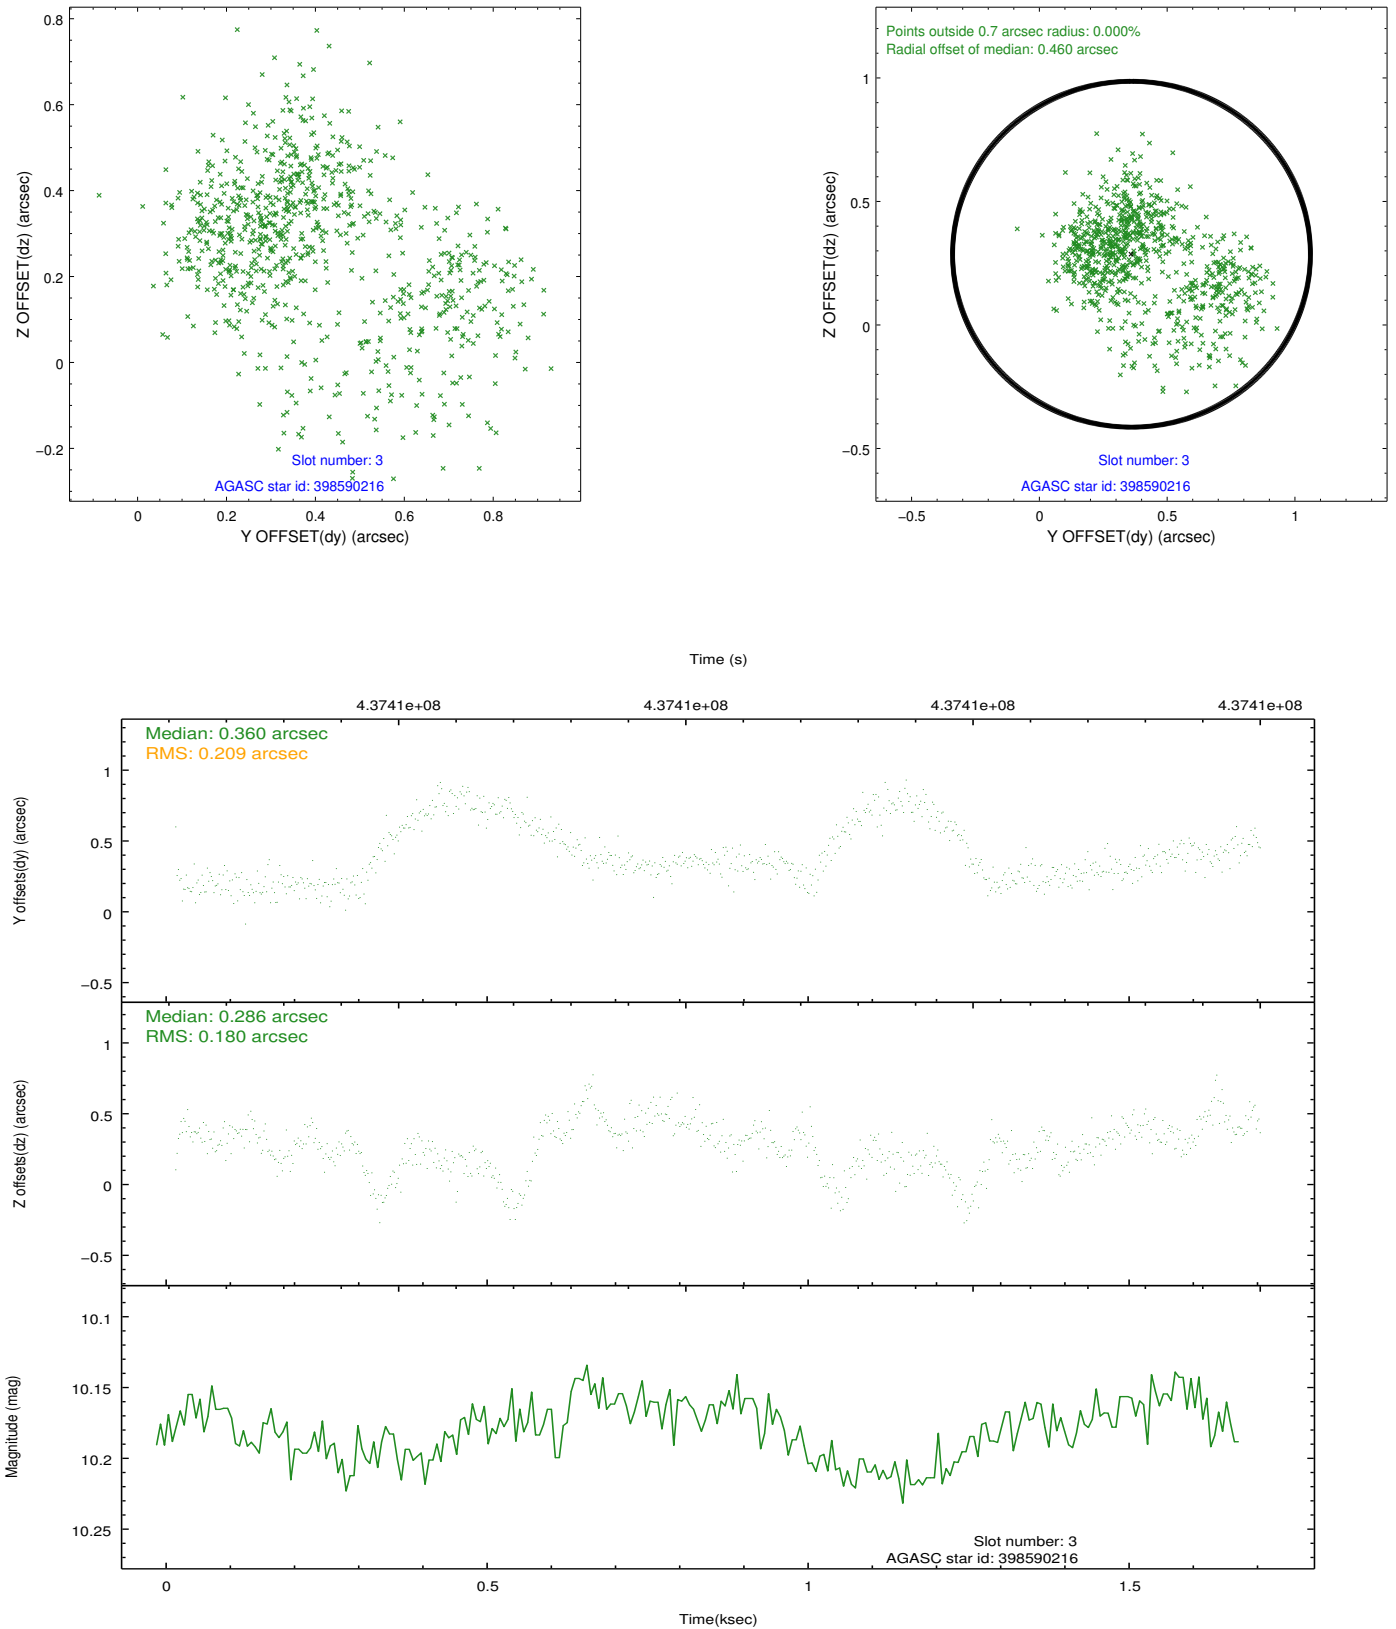 0.8
0.6
0.4
0.2
0
−0.2
Z OFFSET(dz) (arcsec)
Slot number: 3
AGASC star id: 398590216
0
0.2
0.4
0.6
0.8
Y OFFSET(dy) (arcsec)
Points outside 0.7 arcsec radius: 0.000%
Radial offset of median: 0.460 arcsec
1
0.5
0
−0.5
Z OFFSET(dz) (arcsec)
Slot number: 3
AGASC star id: 398590216
−0.5
0
0.5
1
Y OFFSET(dy) (arcsec)
Time (s)
4.3741e+08
4.3741e+08
4.3741e+08
4.3741e+08
Median: 0.360 arcsec
RMS: 0.209 arcsec
1
0.5
0
−0.5
Y offsets(dy) (arcsec)
Median: 0.286 arcsec
RMS: 0.180 arcsec
1
0.5
0
−0.5
Z offsets(dz) (arcsec)
10.1
10.15
10.2
10.25
Magnitude (mag)
Slot number: 3
AGASC star id: 398590216
0
0.5
1
1.5
Time(ksec)